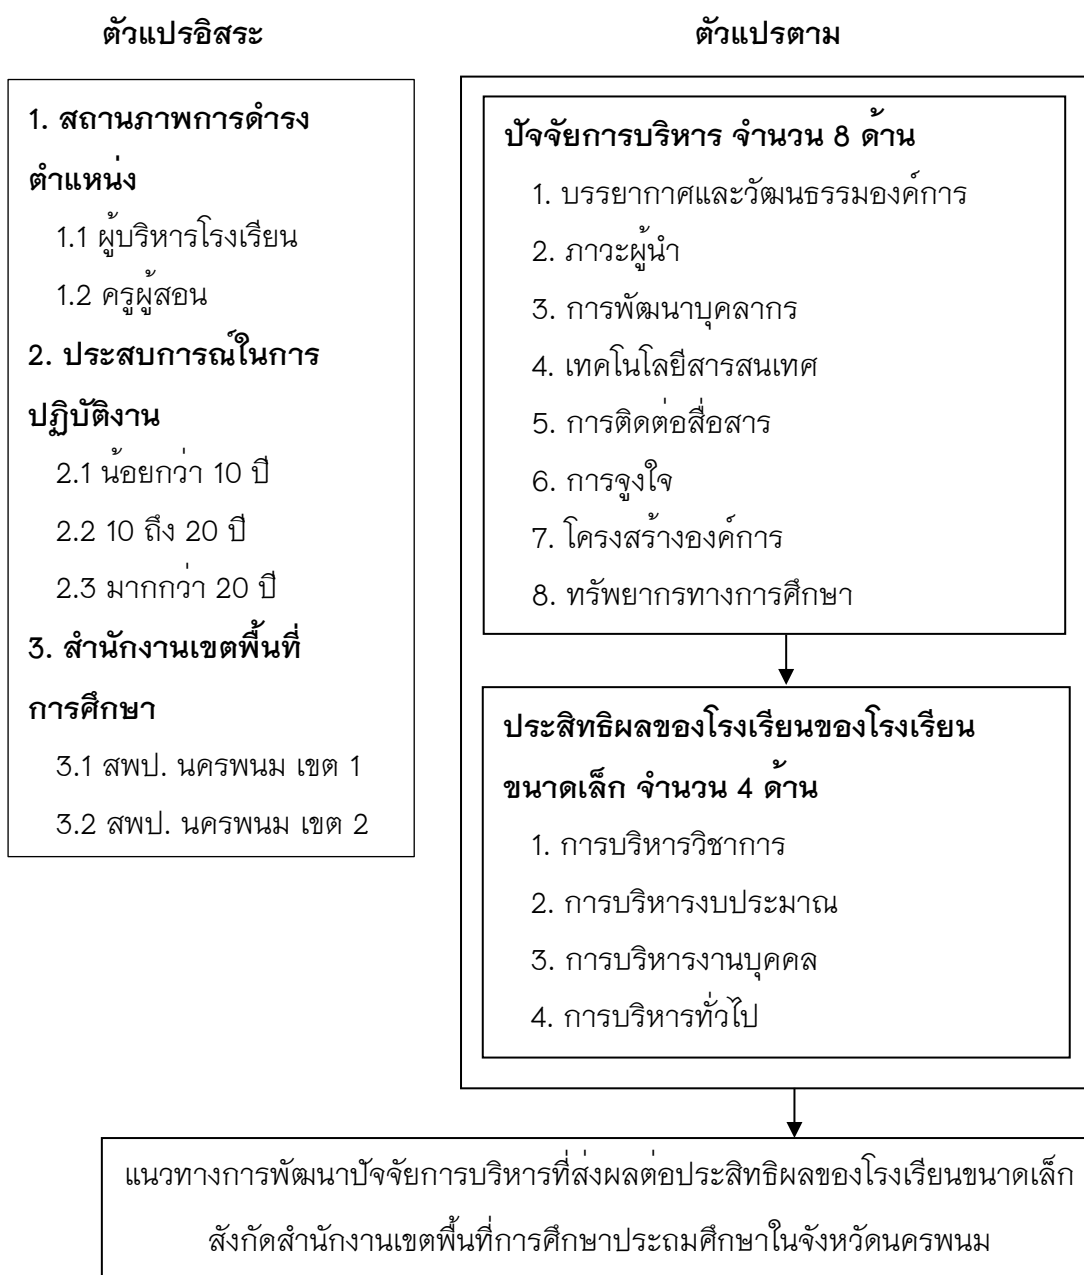 ตัวแปรอิสระ
ตัวแปรตาม
1. สถานภาพการดำรง
ตำแหน่ง
1.1 ผู้บริหารโรงเรียน
1.2 ครูผู้สอน
2. ประสบการณ์ในการ
ปฏิบัติงาน
2.1 น้อยกว่า 10 ปี
2.2 10 ถึง 20 ปี
2.3 มากกว่า 20 ปี
3. สำนักงานเขตพื้นที่
การศึกษา
3.1 สพป. นครพนม เขต 1
3.2 สพป. นครพนม เขต 2
ปัจจัยการบริหาร จำนวน 8 ด้าน
1. บรรยากาศและวัฒนธรรมองค์การ
2. ภาวะผู้นำ
3. การพัฒนาบุคลากร
4. เทคโนโลยีสารสนเทศ
5. การติดต่อสื่อสาร
6. การจูงใจ
7. โครงสร้างองค์การ
8. ทรัพยากรทางการศึกษา
ประสิทธิผลของโรงเรียนของโรงเรียน
ขนาดเล็ก จำนวน 4 ด้าน
1. การบริหารวิชาการ
2. การบริหารงบประมาณ
3. การบริหารงานบุคคล
4. การบริหารทั่วไป
แนวทางการพัฒนาปัจจัยการบริหารที่ส่งผลต่อประสิทธิผลของโรงเรียนขนาดเล็ก
สังกัดสำนักงานเขตพื้นที่การศึกษาประถมศึกษาในจังหวัดนครพนม